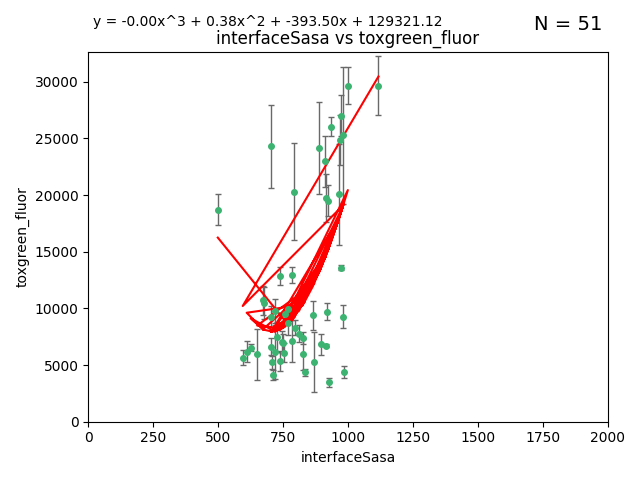 y = -0.00x^3 + 0.38x^2 + -393.50x + 129321.12
N = 51
interfaceSasa vs toxgreen_fluor
30000
25000
20000
15000
10000
5000
0
toxgreen_fluor
0 250 500 750 1000 1250 1500 1750 2000
interfaceSasa